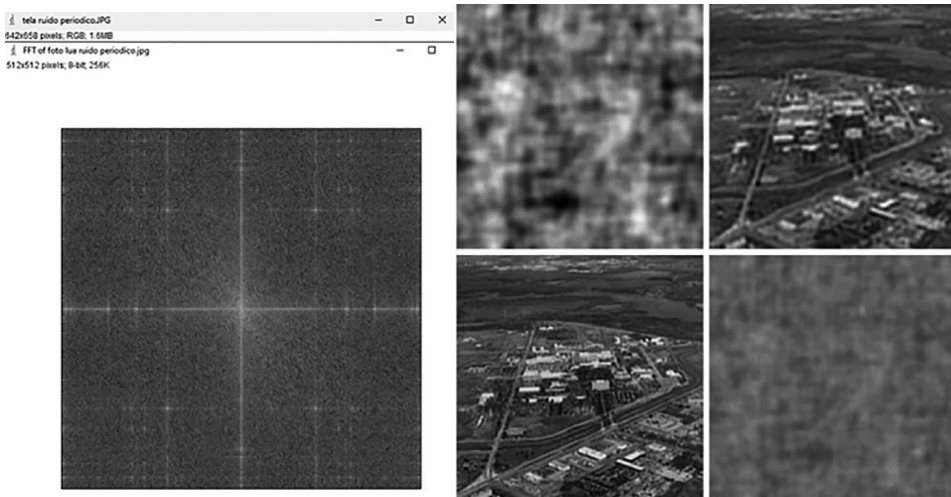 tela ruido periodico.JPG
642x658 pixels; RGB; 1.6MB
FFT of foto lua ruido periodico.jpg
512x512 pixels; 8-bit; 256K